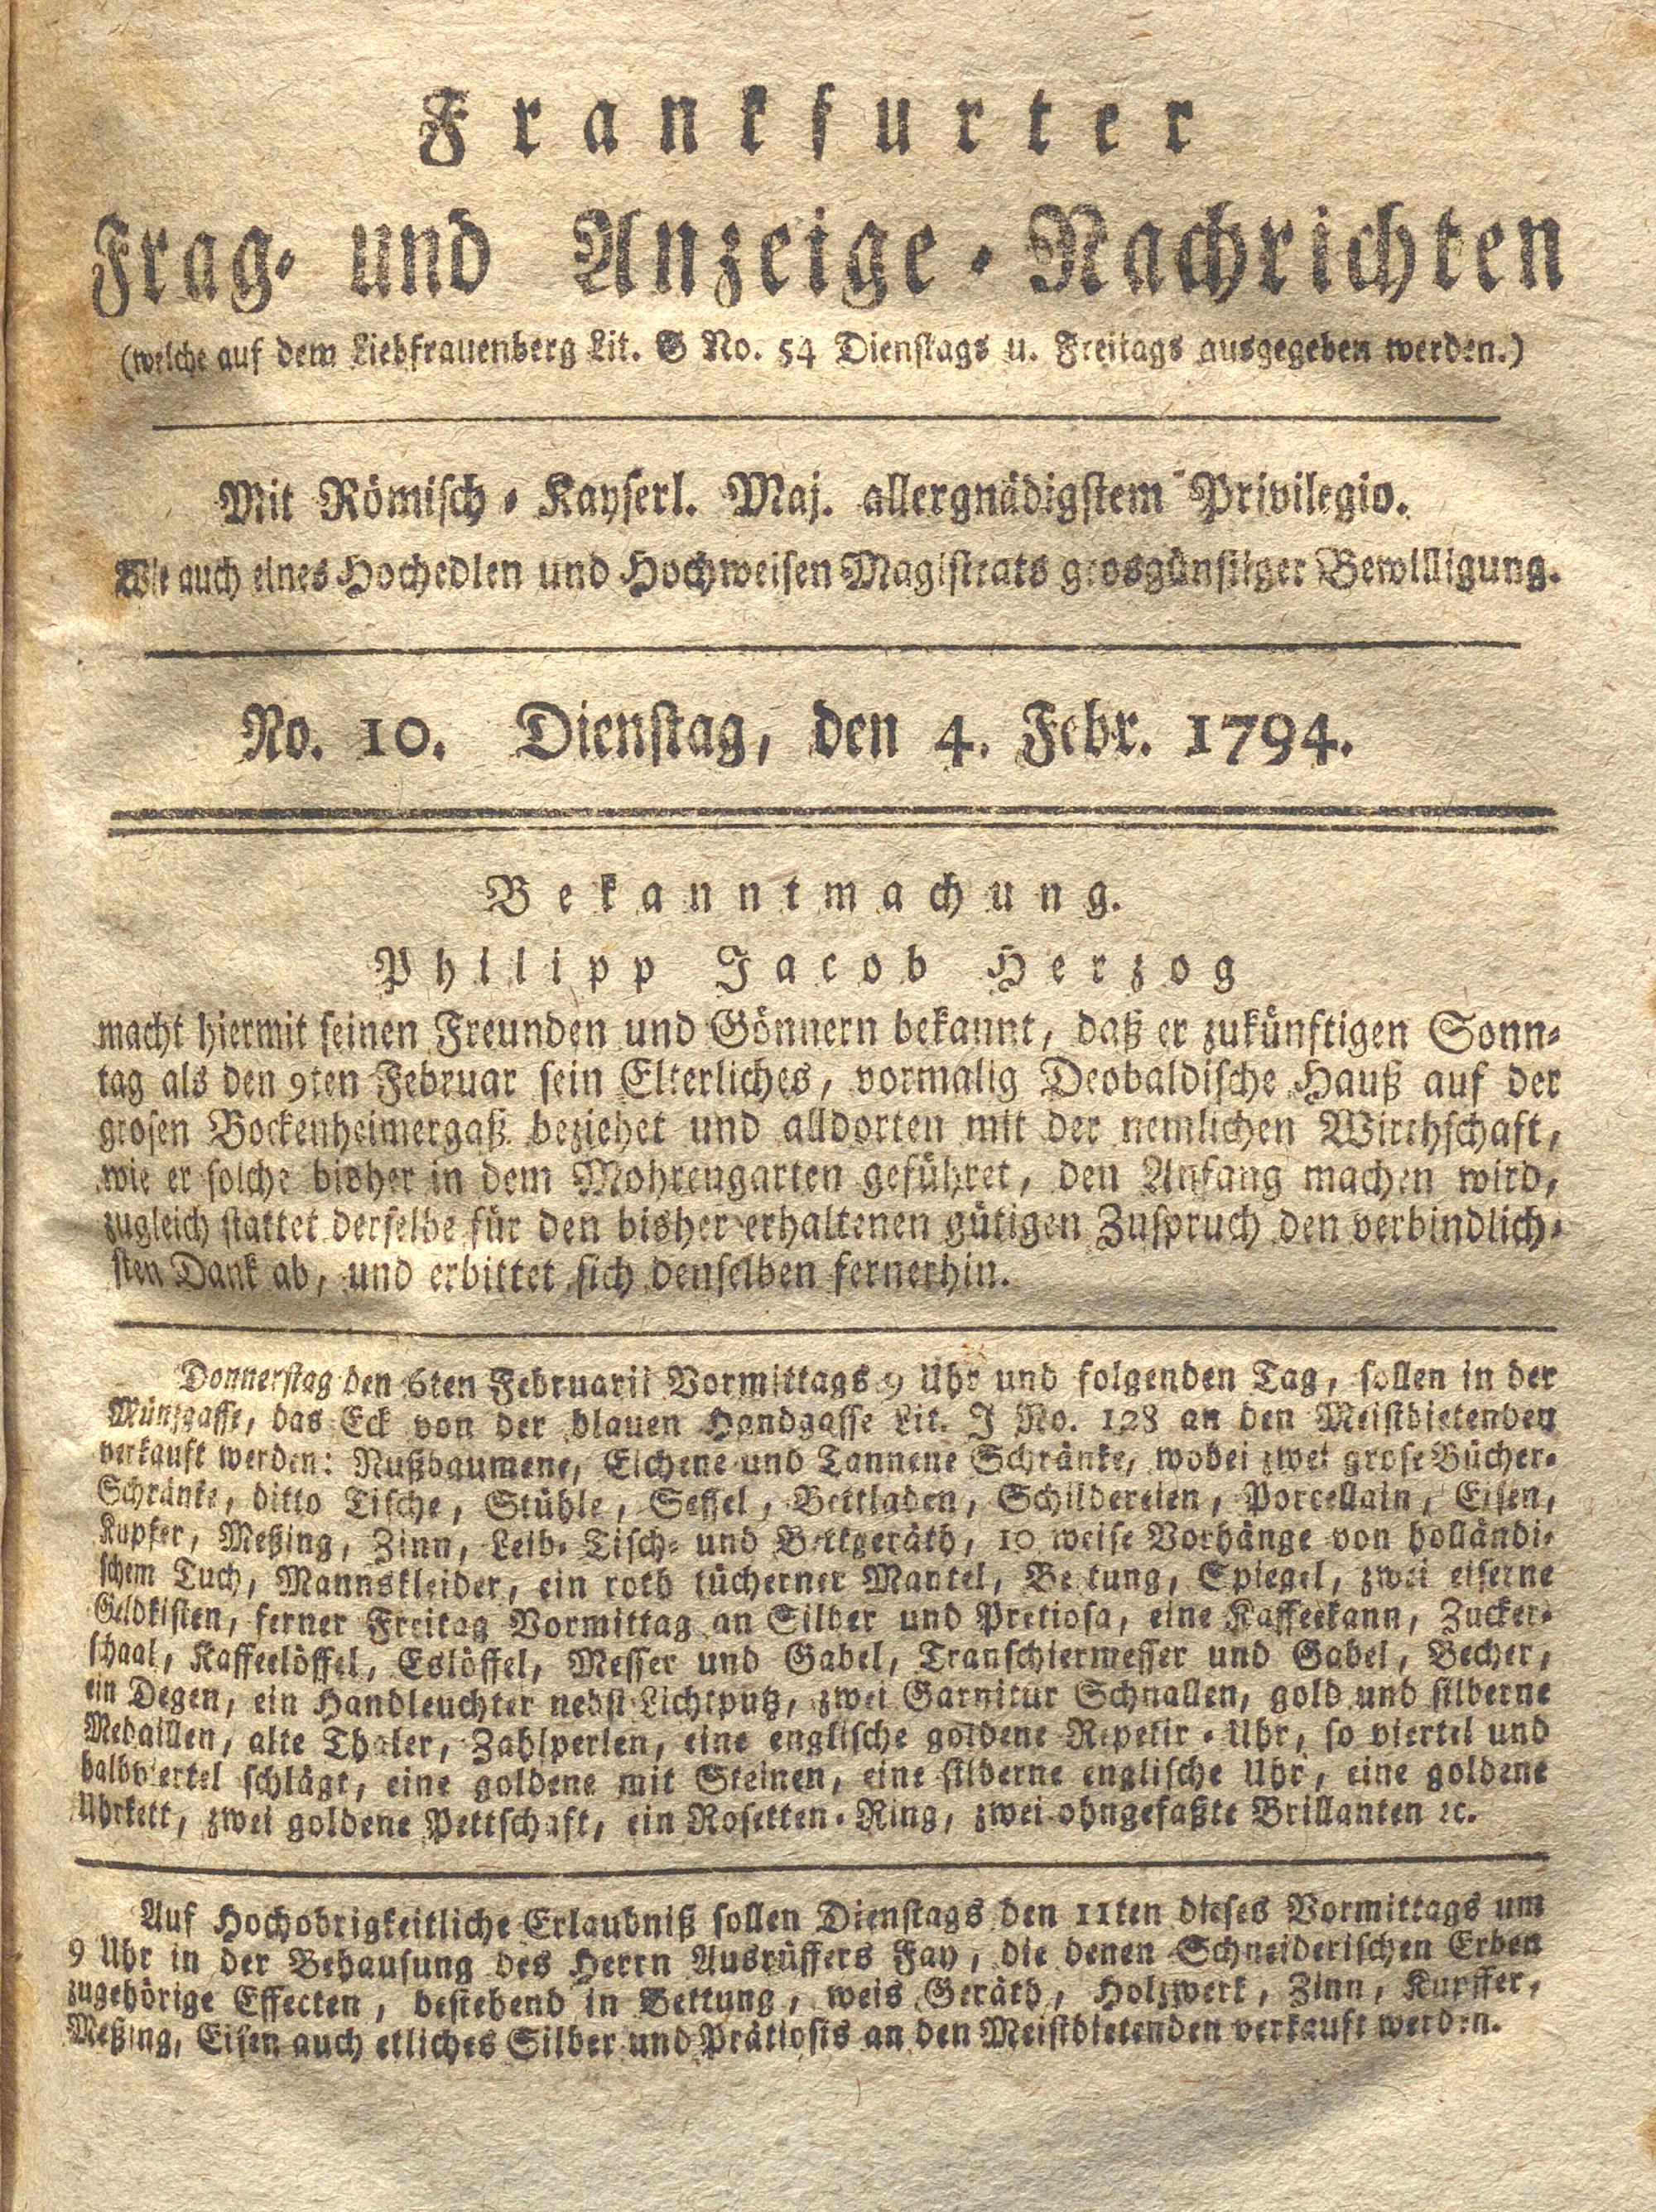 Frankfurter
Frag- und Anzeige-Nachrichten
(welche auf dem Liebfrauenberg Lit. G No. 54 Dienstags u. Freitags ausgegeben werden.)
Mit Römisch-Kayserl. Maj. allergnädigstem Privilegio.
Wie auch eines Hochedlen und Hochweisen Magistrats grosgünstiger Bewilligung.
No. 10. Dienstag, den 4. Febr. 1794.
Bekanntmachung.
Philipp Jacob Herzog
macht hiermit seinen Freunden und Gönnern bekannt, daß er zukünftigen Sonn-
tag als den 9ten Februar sein Elterliches, vormalig Deobaldische Hauß auf der
grosen Bockenheimergaß beziehet und alldorten mit der nemlichen Wirthschaft,
wie er solche bisher in dem Mohrengarten geführet, den Anfang machen wird,
zugleich stattet derselbe für den bisher erhaltenen gütigen Zuspruch den verbindlich-
sten Dank ab, und erbittet sich denselben fernerhin.
Donnerstag den 6ten Februarii Vormittags 9 Uhr und folgenden Tag, sollen in der
Münzgasse, das Eck von der blauen Handgasse Lit. J No. 128 an den Meistbietenden
verkauft werden: Nußbaumene, Eichene und Tannene Schränke, wobei zwei grose Bücher-
Schränke, ditto Tische, Stühle, Sessel, Bettladen, Schildereien, Porcellain, Eisen,
Kupfer, Meßing, Zinn, Leib- Tisch- und Bettgeräth, 10 weise Vorhänge von holländi-
schem Tuch, Mannskleider, ein roth tücherner Mantel, Bettung, Spiegel, zwei eiserne
Geldkisten, ferner Freitag Vormittag an Silber und Pretiosa, eine Kaffeekann, Zucker-
schaal, Kaffeelöffel, Eslöffel, Messer und Gabel, Transchiermesser und Gabel, Becher,
ein Degen, ein Handleuchter nebst Lichtputz, zwei Garnitur Schnallen, gold und silberne
Medaillen, alte Thaler, Zahlperlen, eine englische goldene Repetir-Uhr, so viertel und
halbviertel schlägt, eine goldene mit Steinen, eine silberne englische Uhr, eine goldene
Uhrkett, zwei goldene Pettschaft, ein Rosetten-Ring, zwei ohngefaßte Brillanten ꝛc.
Auf Hochobrigkeitliche Erlaubniß sollen Dienstags den 11ten dieses Vormittags um
9 Uhr in der Behausung des Herrn Ausrüffers Fay, die denen Schneiderischen Erben
zugehörige Effecten, bestehend in Bettung, weis Geräth, Holzwerk, Zinn, Kupffer,
Meßing, Eisen auch etliches Silber und Prätiosis an den Meistbietenden verkauft werden.